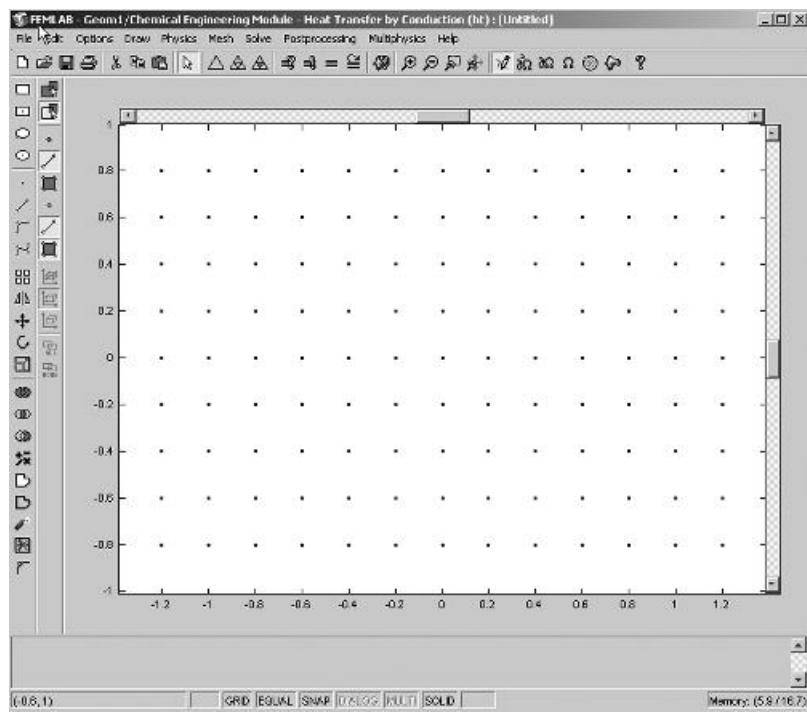 FEMLAB - Geom1/Chemical Engineering Module - Heat Transfer by Conduction (ht) : [Untitled]
File Edit Options Draw Physics Mesh Solve Postprocessing Multiphysics Help
1
0.8
0.6
0.4
0.2
0
-0.2
-0.4
-0.6
-0.8
-1
-1.2 -1 -0.8 -0.6 -0.4 -0.2 0 0.2 0.4 0.6 0.8 1 1.2
(-0.6, 1) GRID EQUAL SNAP DIALOG MULTI SOLID Memory: (5.9 / 16.7)